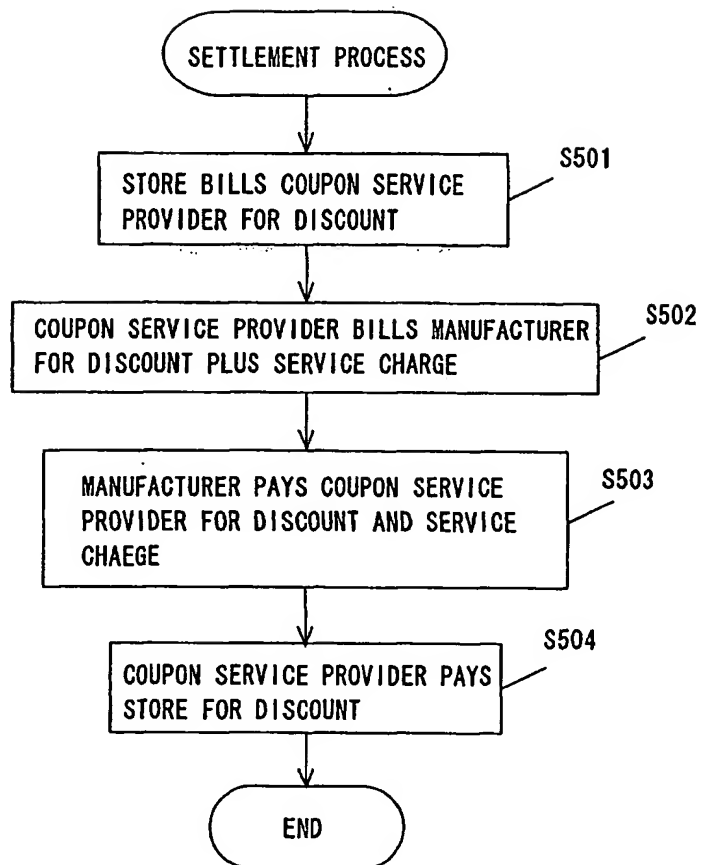 SETTLEMENT PROCESS
S501
STORE BILLS COUPON SERVICE
PROVIDER FOR DISCOUNT
S502
COUPON SERVICE PROVIDER BILLS MANUFACTURER
FOR DISCOUNT PLUS SERVICE CHARGE
S503
MANUFACTURER PAYS COUPON SERVICE
PROVIDER FOR DISCOUNT AND SERVICE
CHAEGE
S504
COUPON SERVICE PROVIDER PAYS
STORE FOR DISCOUNT
END